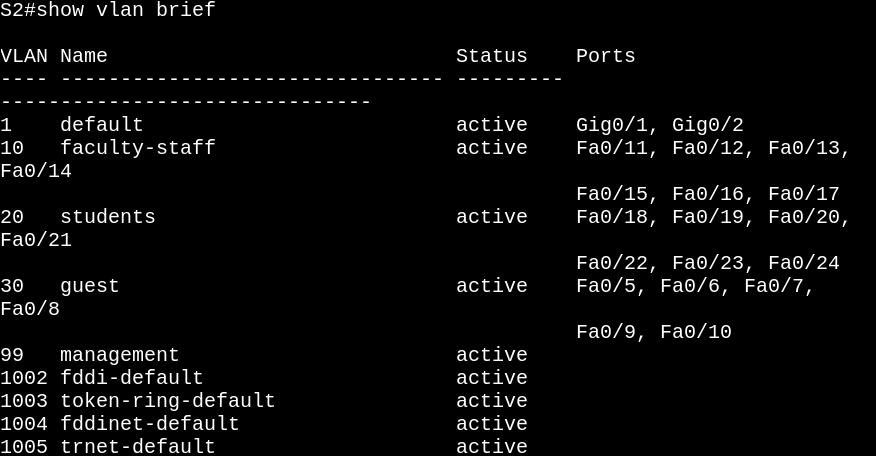 S2#show vlan brief
VLAN Name                             Status    Ports
---- -------------------------------- ---------
-------------------------------
1    default                          active    Gig0/1, Gig0/2
10   faculty-staff                    active    Fa0/11, Fa0/12, Fa0/13,
Fa0/14
                                                Fa0/15, Fa0/16, Fa0/17
20   students                         active    Fa0/18, Fa0/19, Fa0/20,
Fa0/21
                                                Fa0/22, Fa0/23, Fa0/24
30   guest                            active    Fa0/5, Fa0/6, Fa0/7,
Fa0/8
                                                Fa0/9, Fa0/10
99   management                       active
1002 fddi-default                     active
1003 token-ring-default               active
1004 fddinet-default                  active
1005 trnet-default                    active